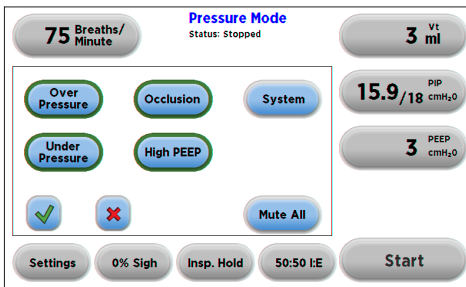 75 Breaths/
Minute
Pressure Mode
Status: Stopped
3 Vt
ml
Over
Pressure
Occlusion
System
15.9/18 PIP
cmH₂O
Under
Pressure
High PEEP
3 PEEP
cmH₂O
Mute All
Settings
0% Sigh
Insp. Hold
50:50 I:E
Start